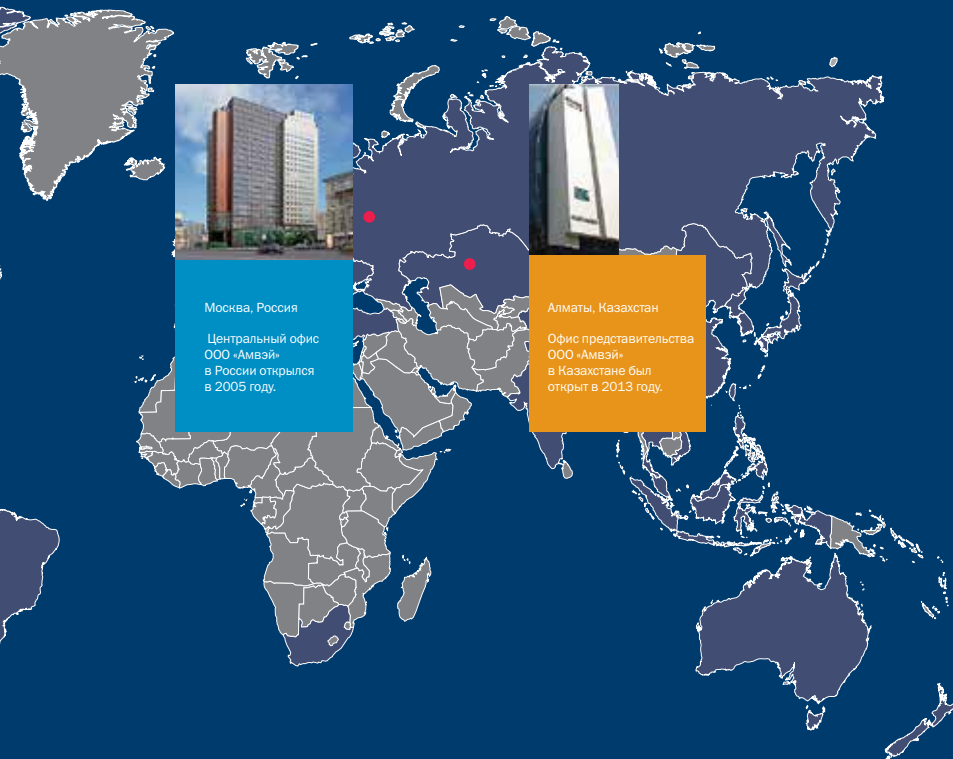 Москва, Россия
Центральный офис
ООО «Амвэй»
в России открылся
в 2005 году.
Алматы, Казахстан
Офис представительства
ООО «Амвэй»
в Казахстане был
открыт в 2013 году.